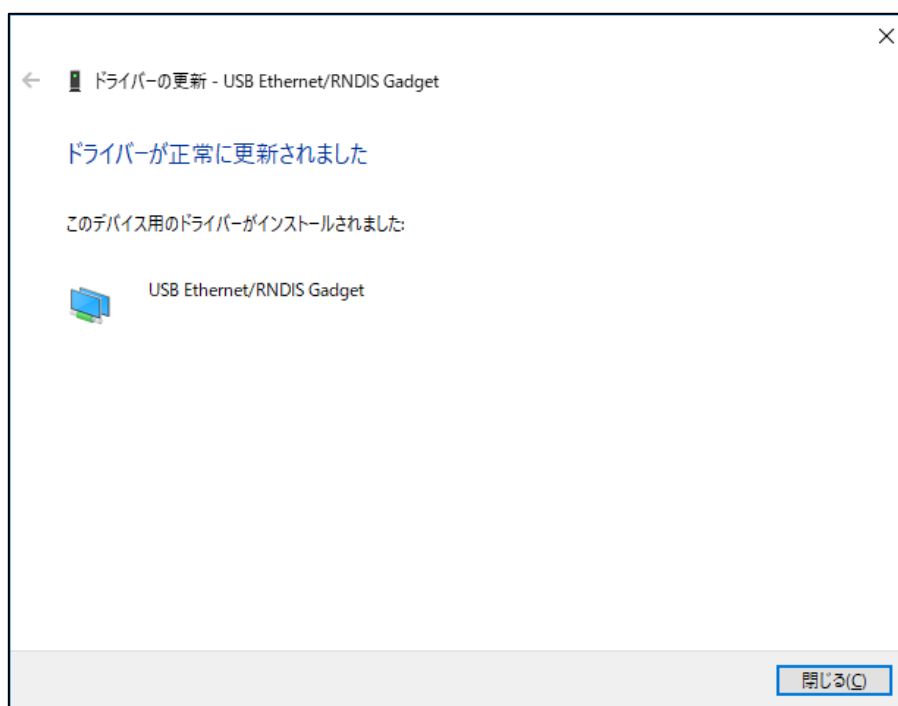 ドライバーの更新 - USB Ethernet/RNDIS Gadget
ドライバーが正常に更新されました
このデバイス用のドライバーがインストールされました:
USB Ethernet/RNDIS Gadget
閉じる(C)